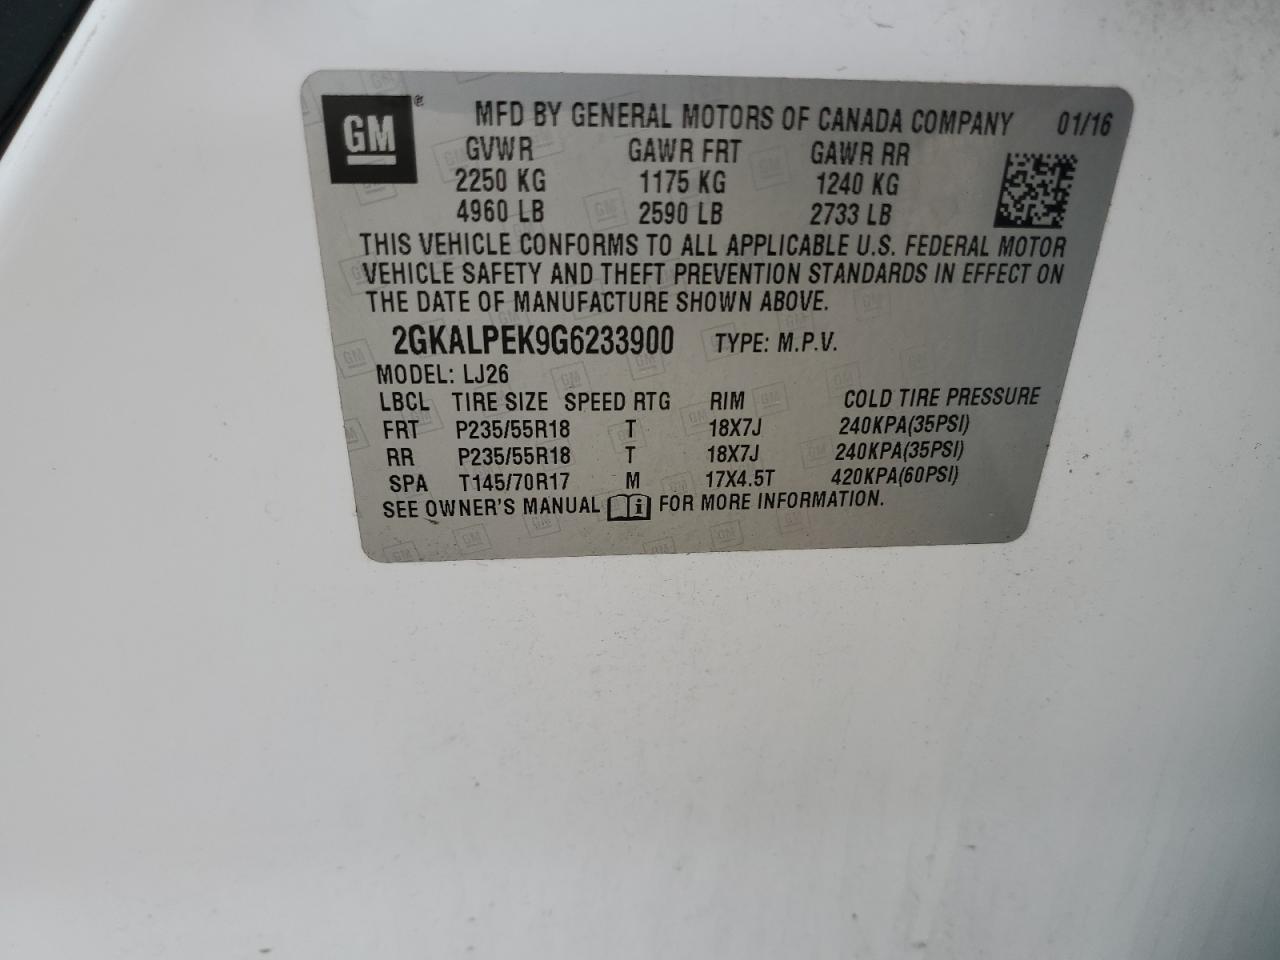 GM ® MFD BY GENERAL MOTORS OF CANADA COMPANY 01/16
GVWR GAWR FRT GAWR RR
2250 KG 1175 KG 1240 KG
4960 LB 2590 LB 2733 LB
THIS VEHICLE CONFORMS TO ALL APPLICABLE U.S. FEDERAL MOTOR
VEHICLE SAFETY AND THEFT PREVENTION STANDARDS IN EFFECT ON
THE DATE OF MANUFACTURE SHOWN ABOVE.
2GKALPEK9G6233900 TYPE: M.P.V.
MODEL: LJ26
LBCL TIRE SIZE SPEED RTG RIM COLD TIRE PRESSURE
FRT P235/55R18 T 18X7J 240KPA(35PSI)
RR P235/55R18 T 18X7J 240KPA(35PSI)
SPA T145/70R17 M 17X4.5T 420KPA(60PSI)
SEE OWNER'S MANUAL i FOR MORE INFORMATION.